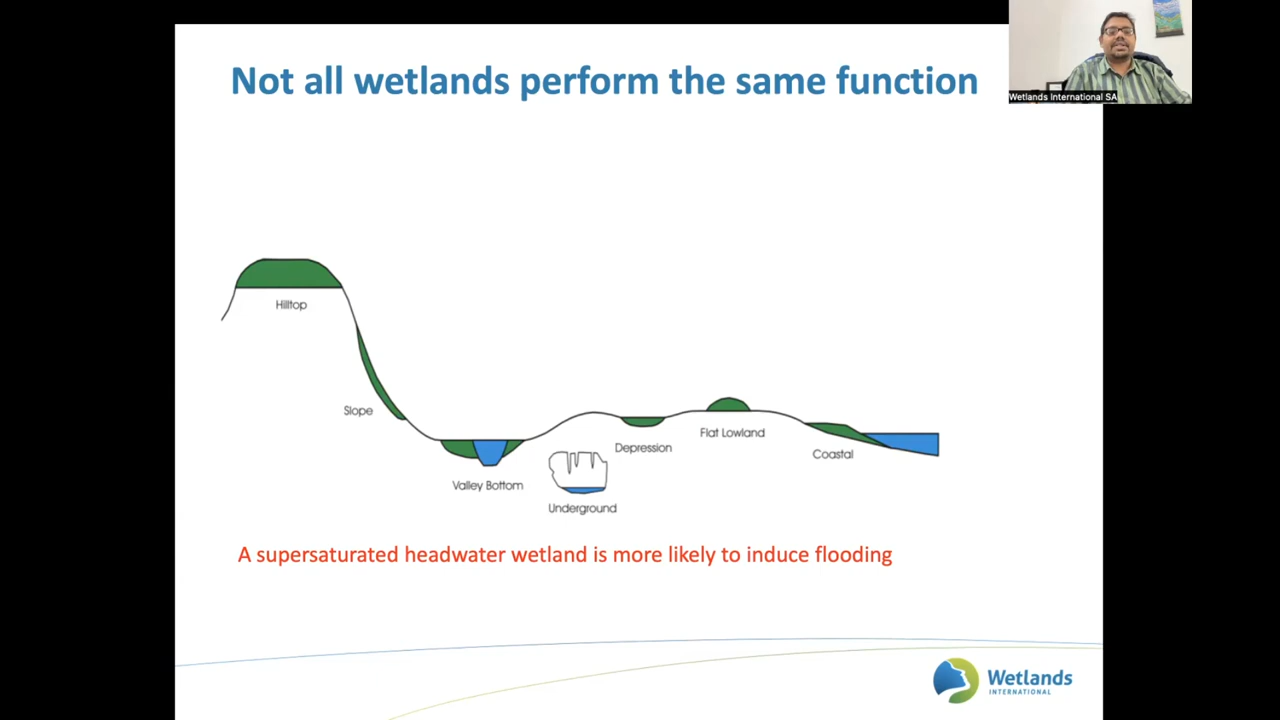 Not all wetlands perform the same function
Wetlands International SA
Hilltop
Slope
Valley Bottom
Underground
Depression
Flat Lowland
Coastal
A supersaturated headwater wetland is more likely to induce flooding
Wetlands
INTERNATIONAL